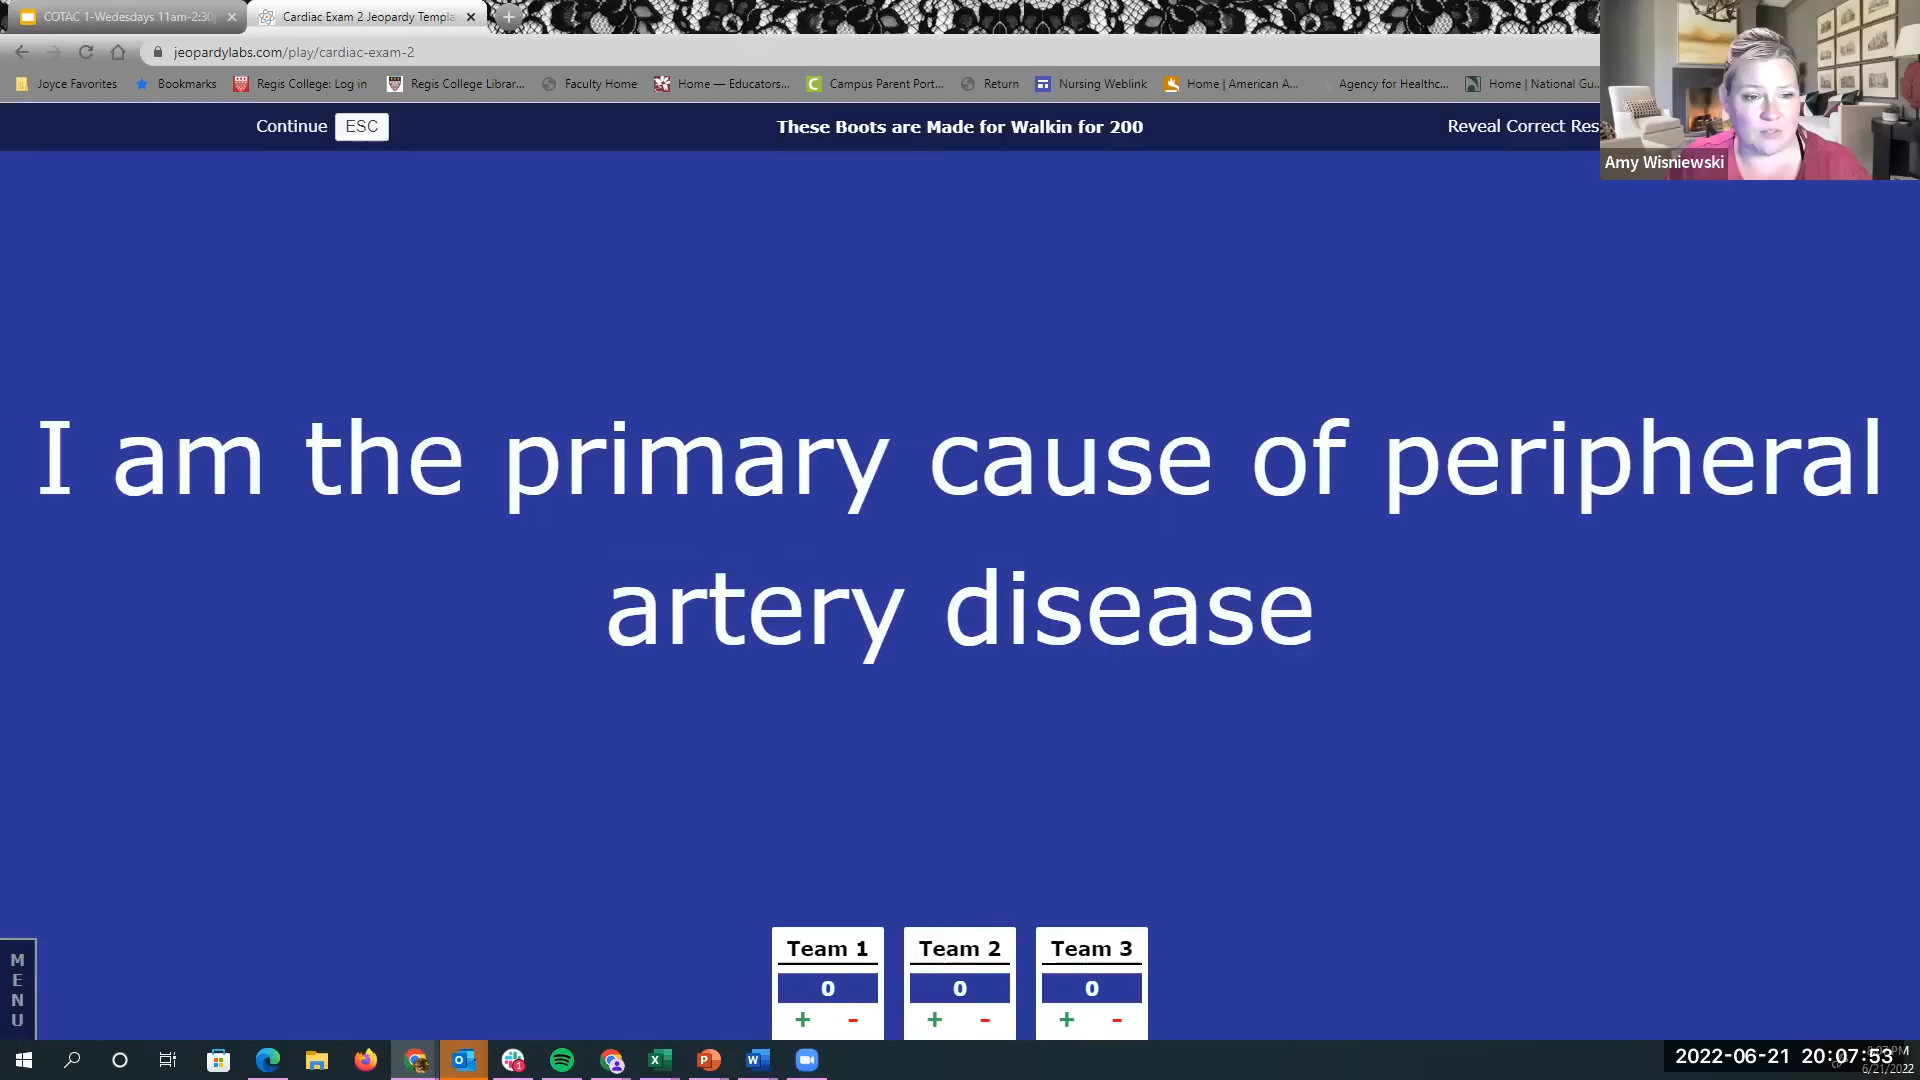 COTAC 1-Wedesdays 11am-2:30
Cardiac Exam 2 Jeopardy Templa
jeopardylabs.com/play/cardiac-exam-2
Joyce Favorites
Bookmarks
Regis College: Log in
Regis College Librar...
Faculty Home
Home — Educators...
Campus Parent Port...
Return
Nursing Weblink
Home | American A...
Agency for Healthc...
Home | National Gu...
Continue ESC
These Boots are Made for Walkin for 200
Reveal Correct Res
Amy Wisniewski
I am the primary cause of peripheral
artery disease
MENU
Team 1
0
+ -
Team 2
0
+ -
Team 3
0
+ -
2022-06-21 20:07:53
6/21/2022